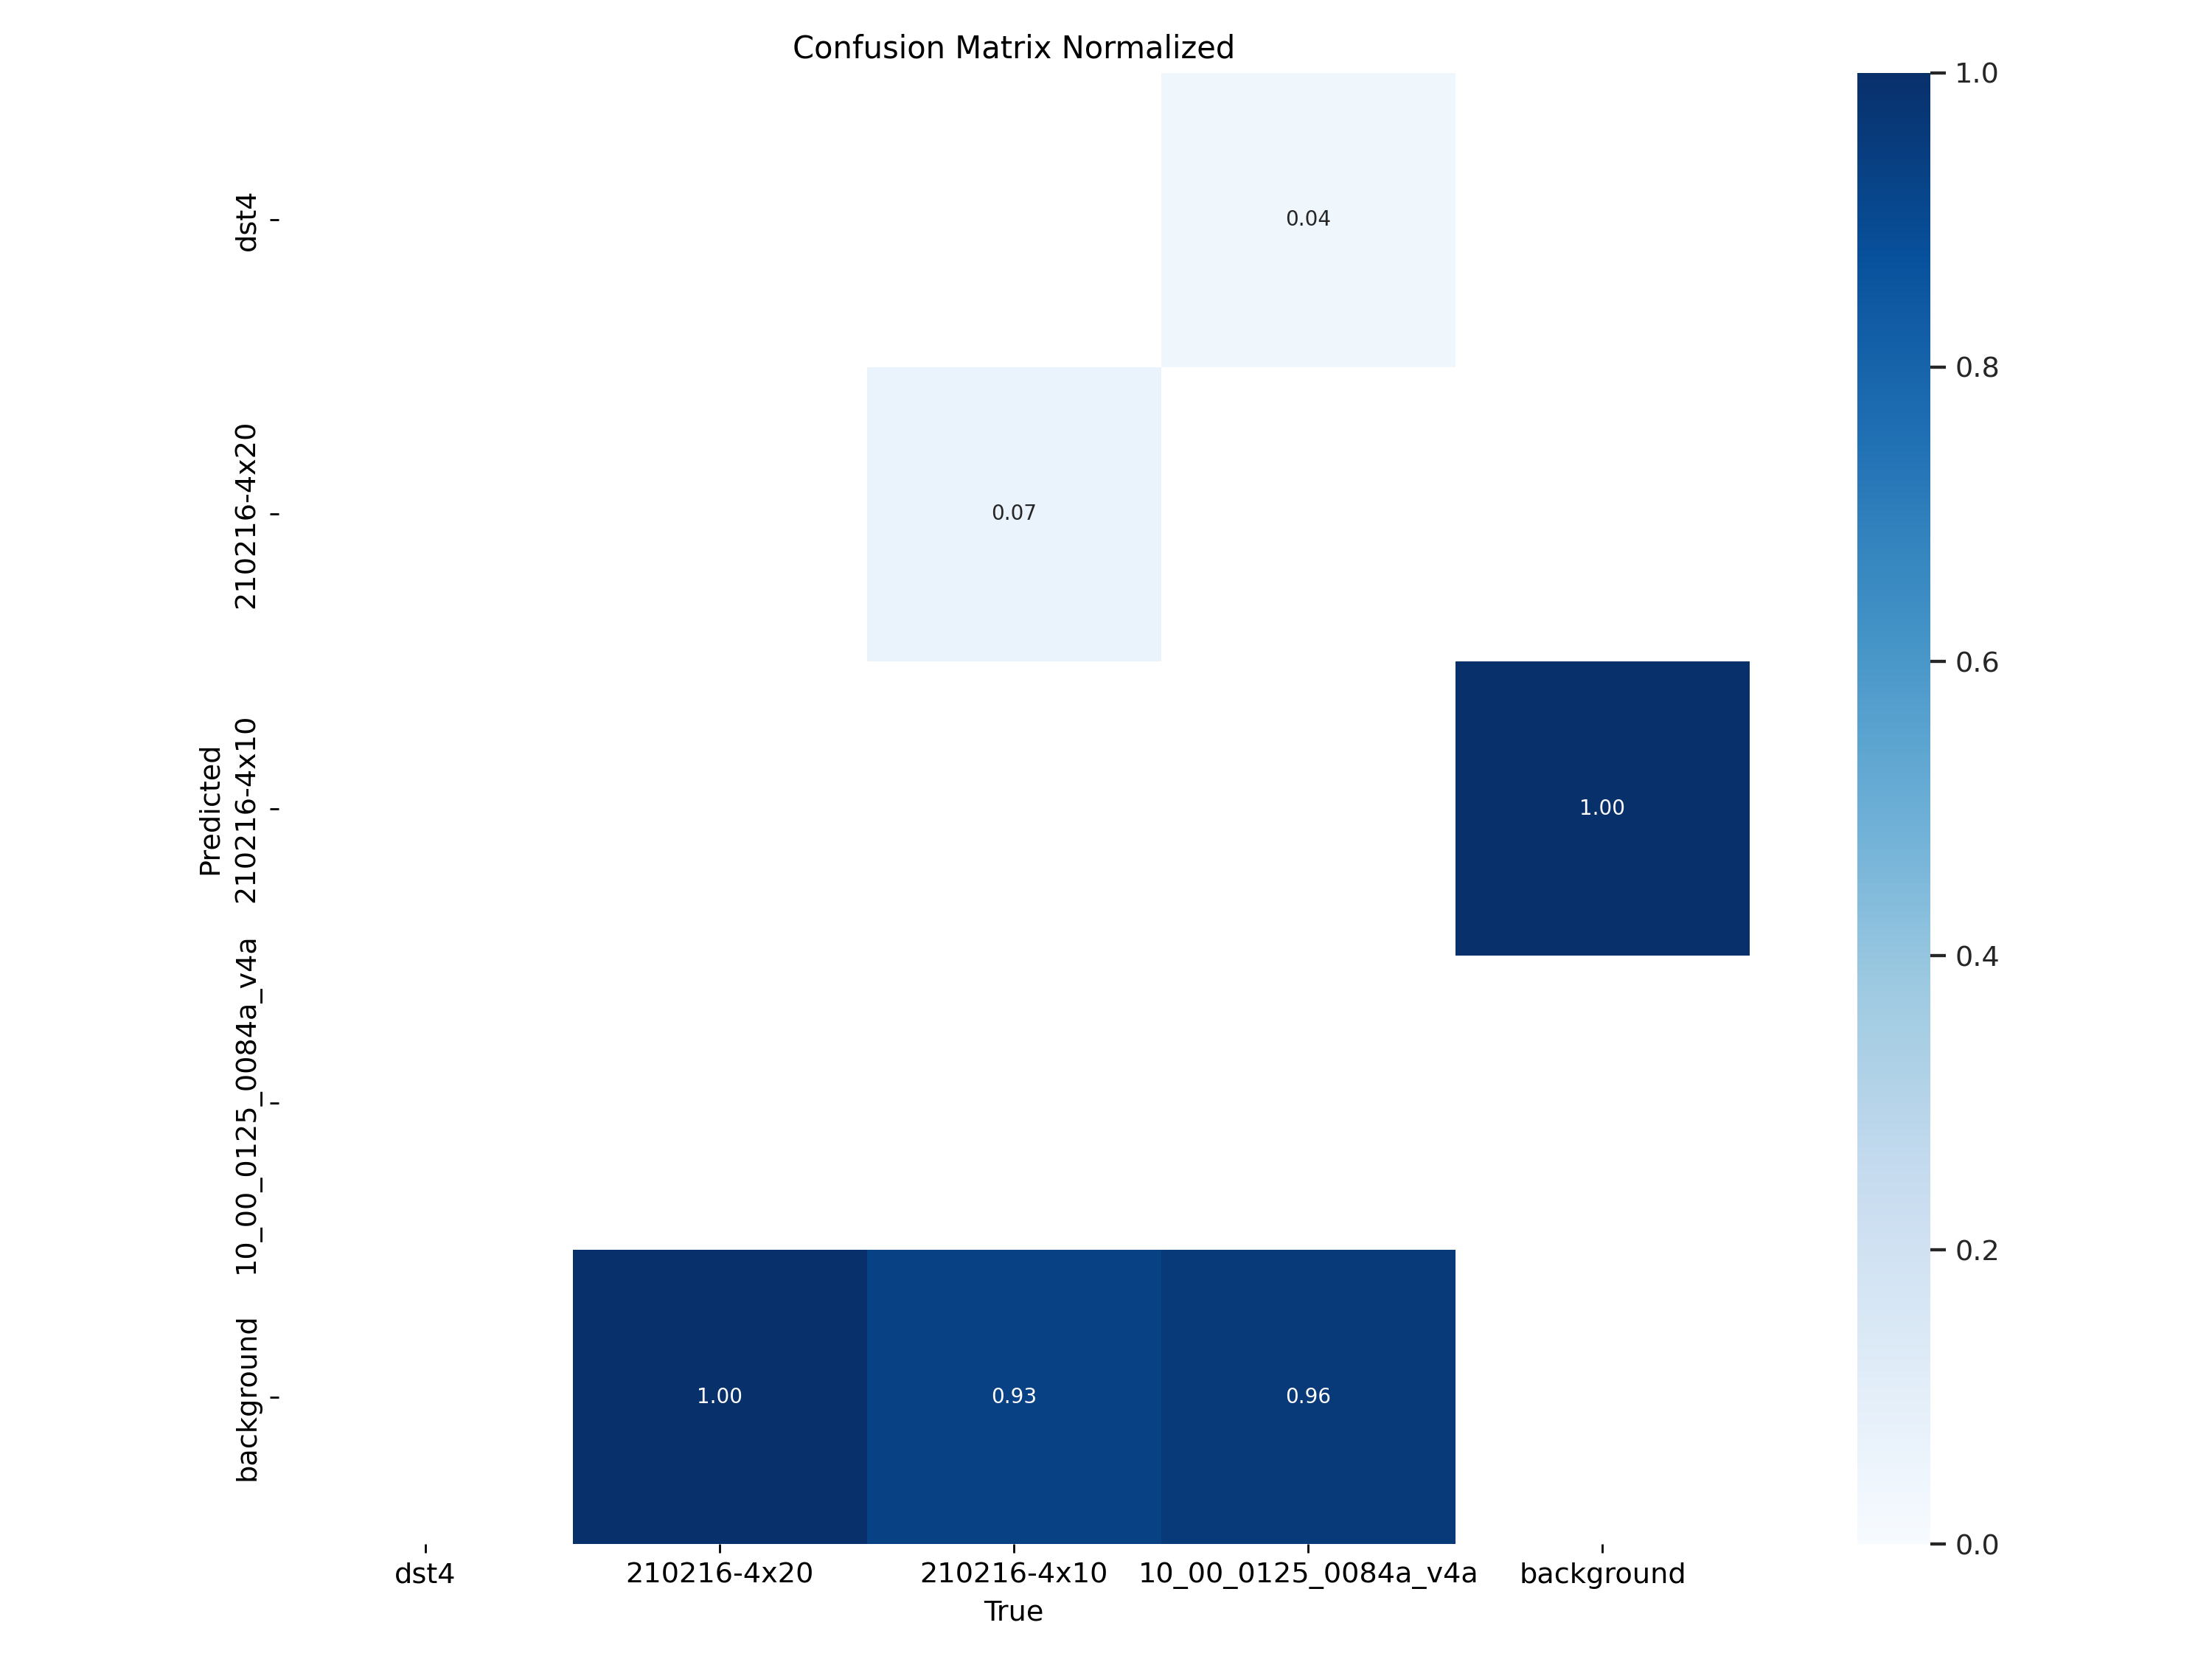 Confusion Matrix Normalized
dst4
0.04
210216-4x20
0.07
210216-4x10
1.00
10_00_0125_0084a_v4a
background
1.00 0.93 0.96
Predicted
dst4 210216-4x20 210216-4x10 10_00_0125_0084a_v4a background
True
1.0
0.8
0.6
0.4
0.2
0.0